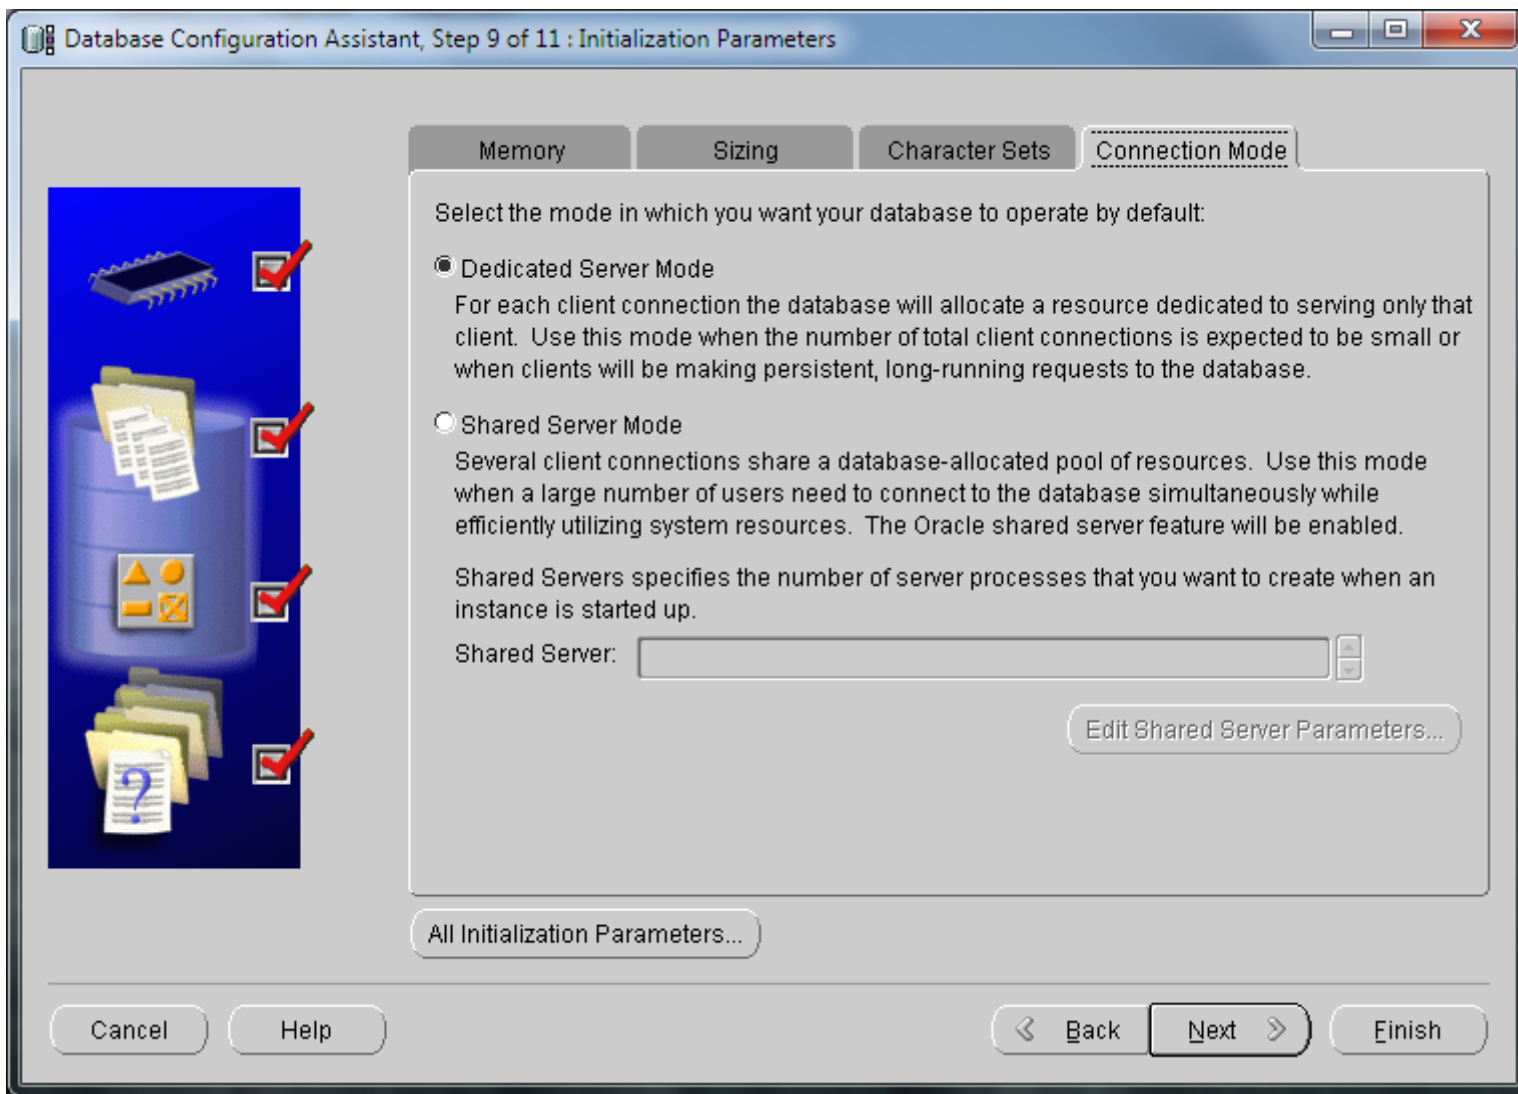 Database Configuration Assistant, Step 9 of 11 : Initialization Parameters
Memory
Sizing
Character Sets
Connection Mode
Select the mode in which you want your database to operate by default:
Dedicated Server Mode
For each client connection the database will allocate a resource dedicated to serving only that
client.  Use this mode when the number of total client connections is expected to be small or
when clients will be making persistent, long-running requests to the database.
Shared Server Mode
Several client connections share a database-allocated pool of resources.  Use this mode
when a large number of users need to connect to the database simultaneously while
efficiently utilizing system resources.  The Oracle shared server feature will be enabled.
Shared Servers specifies the number of server processes that you want to create when an
instance is started up.
Shared Server:
Edit Shared Server Parameters...
?
All Initialization Parameters...
Cancel
Help
Back
Next
Finish